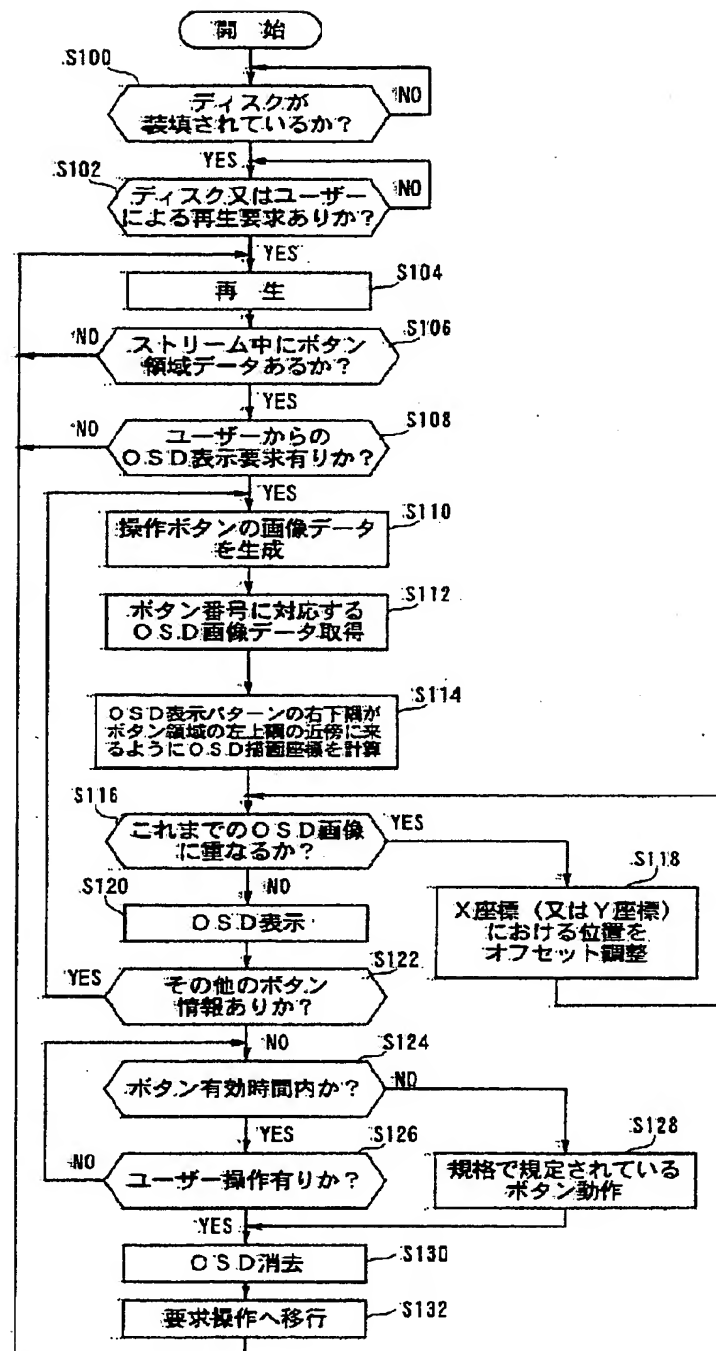 開始
S100
ディスクが
装填されているか?
NO
YES
S102
ディスク又はユーザー
による再生要求ありか?
NO
YES
再生
S104
NO
ストリーム中にボタン
領域データあるか?
S106
YES
NO
ユーザーからの
OSD表示要求有りか?
S108
YES
操作ボタンの画像データ
を生成
S110
ボタン番号に対応する
OSD画像データ取得
S112
OSD表示パターンの右下隅が
ボタン領域の左上隅の近傍に来
るようにOSD描画座標を計算
S114
S116
これまでのOSD画像
に重なるか?
YES
S118
X座標(又はY座標)
における位置を
オフセット調整
NO
S120
OSD表示
YES
その他のボタン
情報ありか?
S122
NO
S124
ボタン有効時間内か?
NO
YES
S126
NO
ユーザー操作有りか?
S128
規格で規定されている
ボタン動作
YES
OSD消去
S130
要求操作へ移行
S132